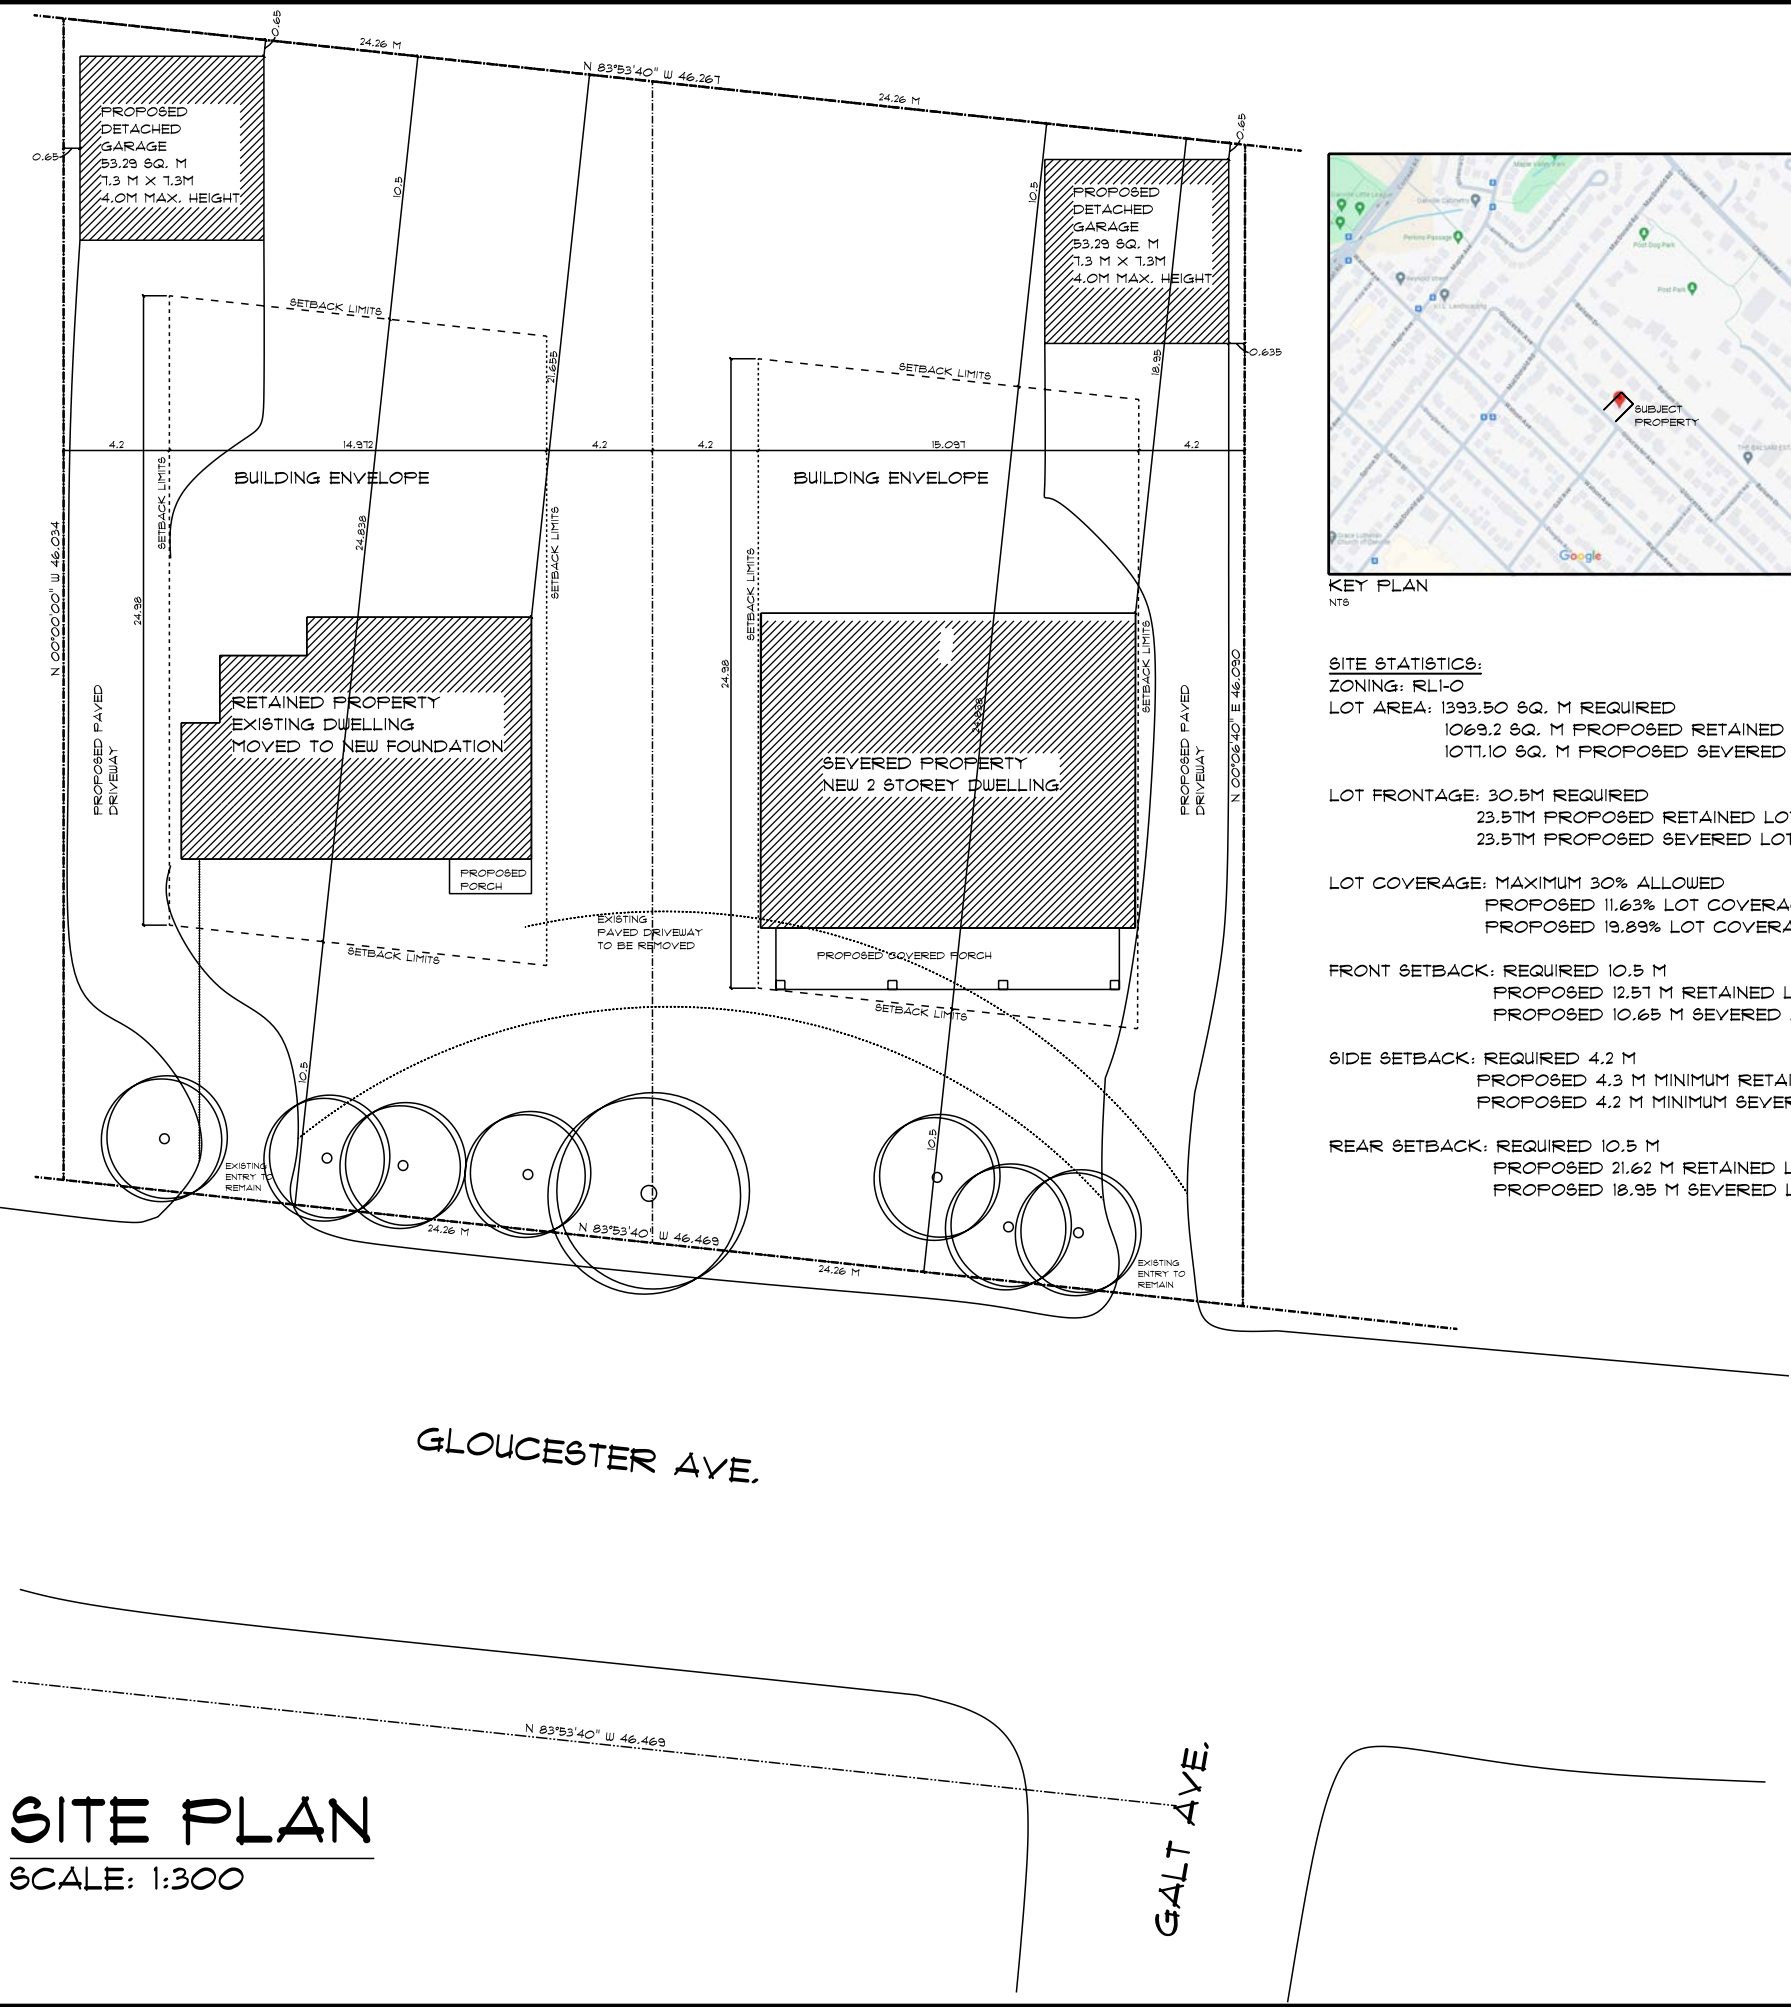 0.65
24.26 M
N 83°53'40" W 46.267
24.26 M
0.65
PROPOSED
DETACHED
GARAGE
53.29 SQ. M
7.3 M X 7.3M
4.0M MAX. HEIGHT
0.65
10.5
10.5
PROPOSED
DETACHED
GARAGE
53.29 SQ. M
7.3 M X 7.3M
4.0M MAX. HEIGHT
0.635
SETBACK LIMITS
21.655
SETBACK LIMITS
18.95
4.2
14.972
4.2
4.2
15.097
4.2
BUILDING ENVELOPE
BUILDING ENVELOPE
SETBACK LIMITS
SETBACK LIMITS
SETBACK LIMITS
SETBACK LIMITS
N 00°00'00" W 46.034
24.98
24.838
24.98
N 00°06'40" E 46.090
PROPOSED PAVED
DRIVEWAY
RETAINED PROPERTY
EXISTING DWELLING
MOVED TO NEW FOUNDATION
SEVERED PROPERTY
NEW 2 STOREY DWELLING
PROPOSED PAVED
DRIVEWAY
PROPOSED
PORCH
EXISTING
PAVED DRIVEWAY
TO BE REMOVED
PROPOSED COVERED PORCH
SETBACK LIMITS
SETBACK LIMITS
10.5
10.5
EXISTING
ENTRY TO
REMAIN
24.26 M
N 83°53'40" W 46.469
24.26 M
EXISTING
ENTRY TO
REMAIN
GLOUCESTER AVE.
N 83°53'40" W 46.469
GALT AVE.
SITE PLAN
SCALE: 1:300
Perkins Passage
Post Dog Park
Post Park
SUBJECT
PROPERTY
Google
KEY PLAN
NTS
SITE STATISTICS:
ZONING: RL1-0
LOT AREA: 1393.50 SQ. M REQUIRED
1069.2 SQ. M PROPOSED RETAINED
1077.10 SQ. M PROPOSED SEVERED
LOT FRONTAGE: 30.5M REQUIRED
23.57M PROPOSED RETAINED LO
23.57M PROPOSED SEVERED LOT
LOT COVERAGE: MAXIMUM 30% ALLOWED
PROPOSED 11.63% LOT COVERA
PROPOSED 19.89% LOT COVERA
FRONT SETBACK: REQUIRED 10.5 M
PROPOSED 12.57 M RETAINED L
PROPOSED 10.65 M SEVERED
SIDE SETBACK: REQUIRED 4.2 M
PROPOSED 4.3 M MINIMUM RETAI
PROPOSED 4.2 M MINIMUM SEVER
REAR SETBACK: REQUIRED 10.5 M
PROPOSED 21.62 M RETAINED L
PROPOSED 18.95 M SEVERED L